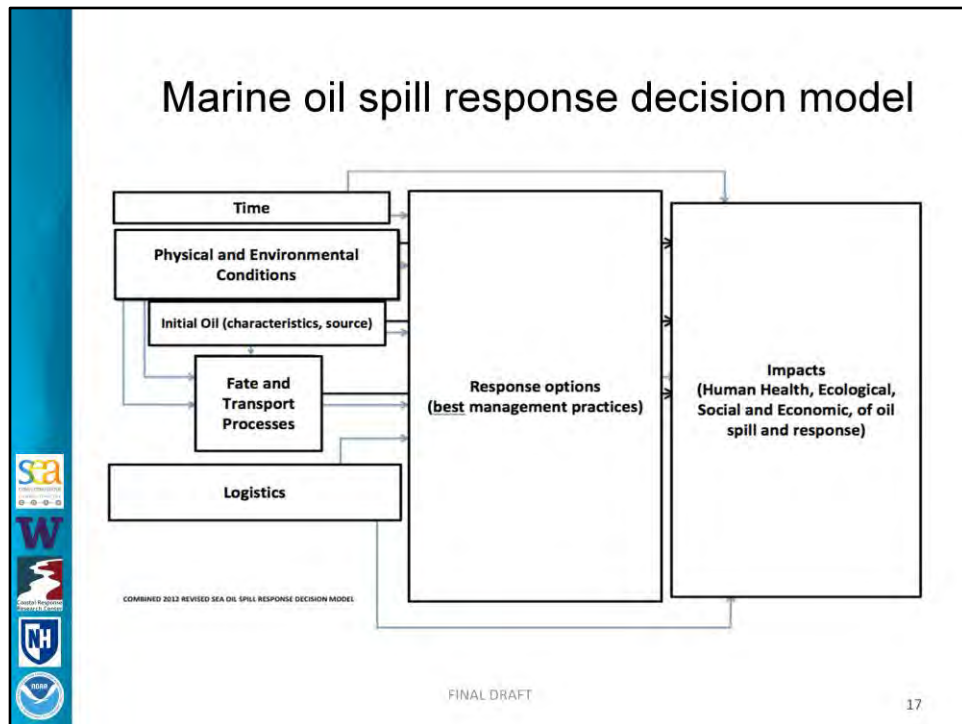 Marine oil spill response decision model
Time
Physical and Environmental
Conditions
Initial Oil (characteristics, source)
Fate and
Transport
Processes
Logistics
Response options
(best management practices)
Impacts
(Human Health, Ecological,
Social and Economic, of oil
spill and response)
COMBINED 2012 REVISED SEA OIL SPILL RESPONSE DECISION MODEL
sea
W
Coastal Response
Research Center
NH
NOAA
FINAL DRAFT
17